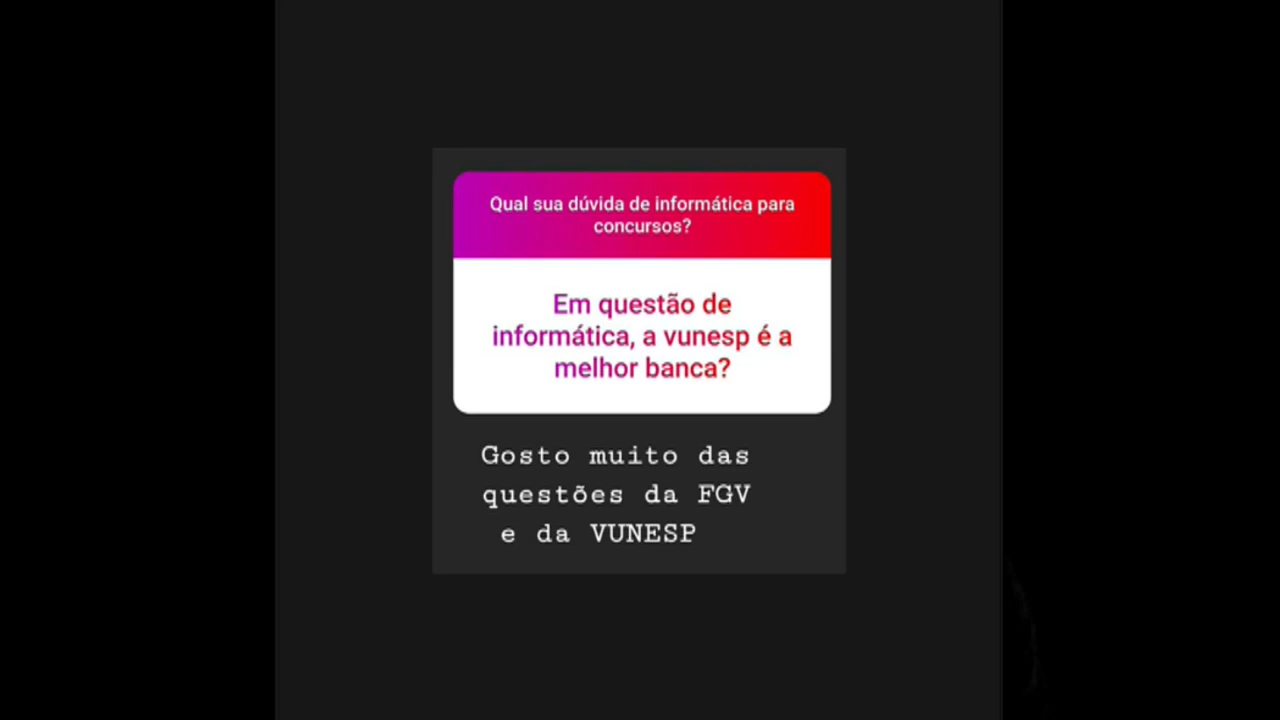 Qual sua dúvida de informática para
concursos?
Em questão de
informática, a vunesp é a
melhor banca?
Gosto muito das
questões da FGV
e da VUNESP